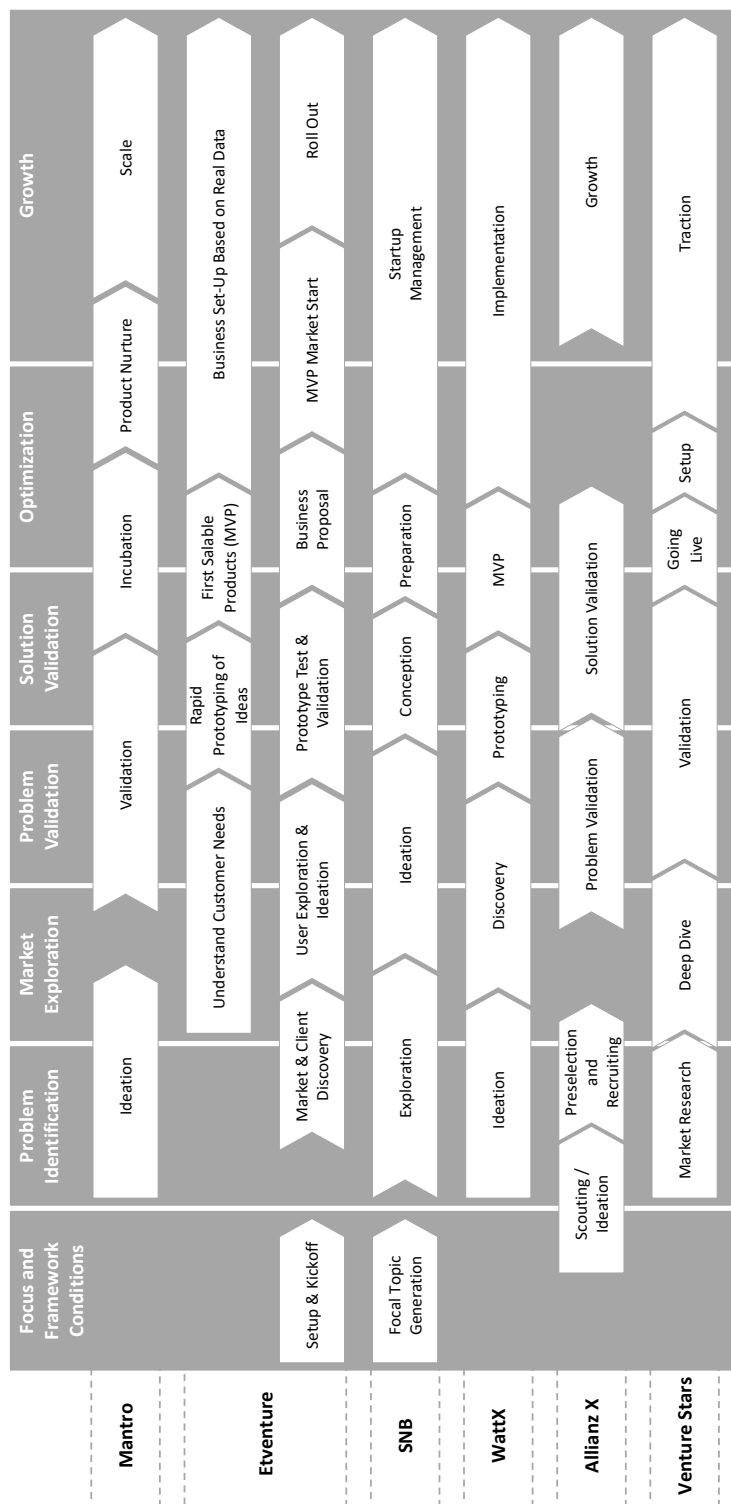 Focus and
Framework
Conditions
Problem
Identification
Market
Exploration
Problem
Validation
Solution
Validation
Optimization
Growth
Mantro
Ideation
Validation
Incubation
Product Nurture
Scale
Etventure
Understand Customer Needs
Rapid
Prototyping of
Ideas
First Salable
Products (MVP)
Business Set-Up Based on Real Data
Setup & Kickoff
Market & Client
Discovery
User Exploration &
Ideation
Prototype Test &
Validation
Business
Proposal
MVP Market Start
Roll Out
SNB
Focal Topic
Generation
Exploration
Ideation
Conception
Preparation
Startup
Management
WattX
Ideation
Discovery
Prototyping
MVP
Implementation
Allianz X
Scouting /
Ideation
Preselection
and
Recruiting
Problem Validation
Solution Validation
Growth
Venture Stars
Market Research
Deep Dive
Validation
Going
Live
Setup
Traction